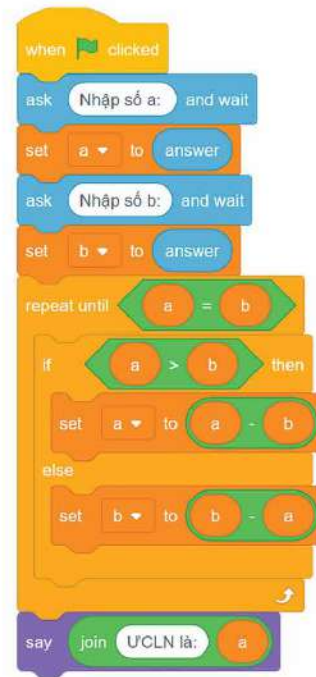 when clicked
ask Nhập số a: and wait
set a to answer
ask Nhập số b: and wait
set b to answer
repeat until a = b
if a > b then
set a to a - b
else
set b to b - a
say join ƯCLN là: a